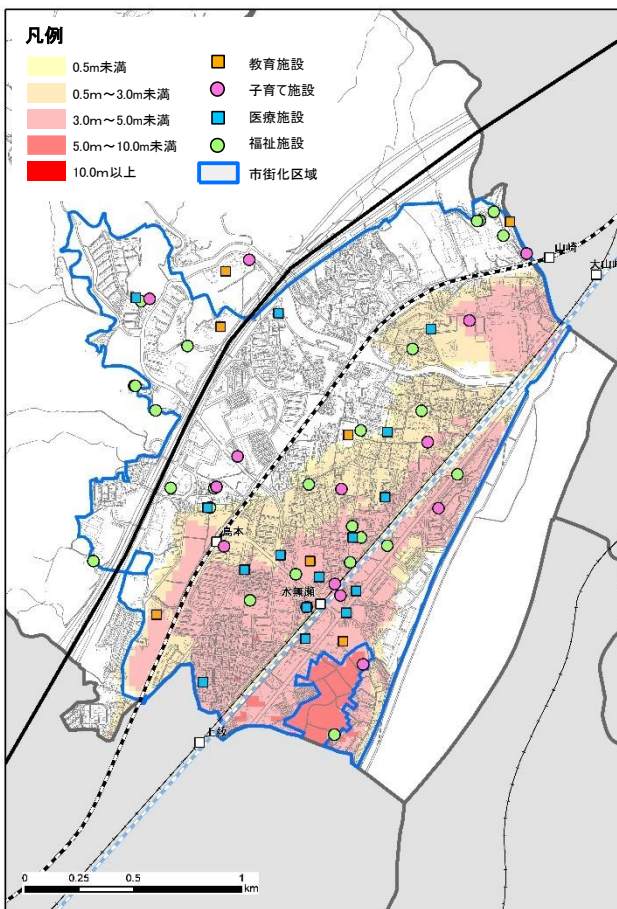 凡例
0.5m未満
0.5m～3.0m未満
3.0m～5.0m未満
5.0m～10.0m未満
10.0m以上
教育施設
子育て施設
医療施設
福祉施設
市街化区域
山崎
大山崎
島本
水無瀬
上牧
0 0.25 0.5 1
km